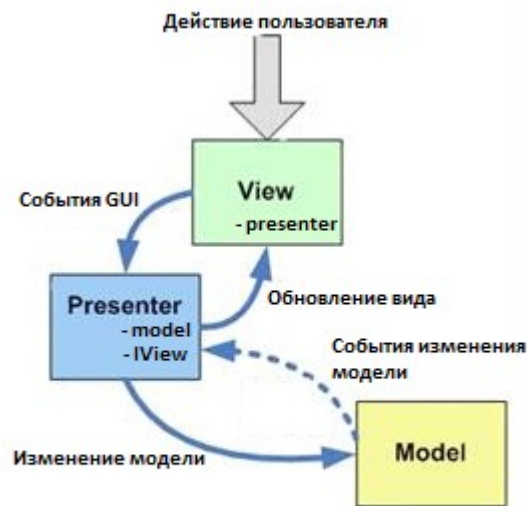 Действие пользователя
View
- presenter
События GUI
Presenter
- model
- IView
Обновление вида
События изменения
модели
Изменение модели
Model